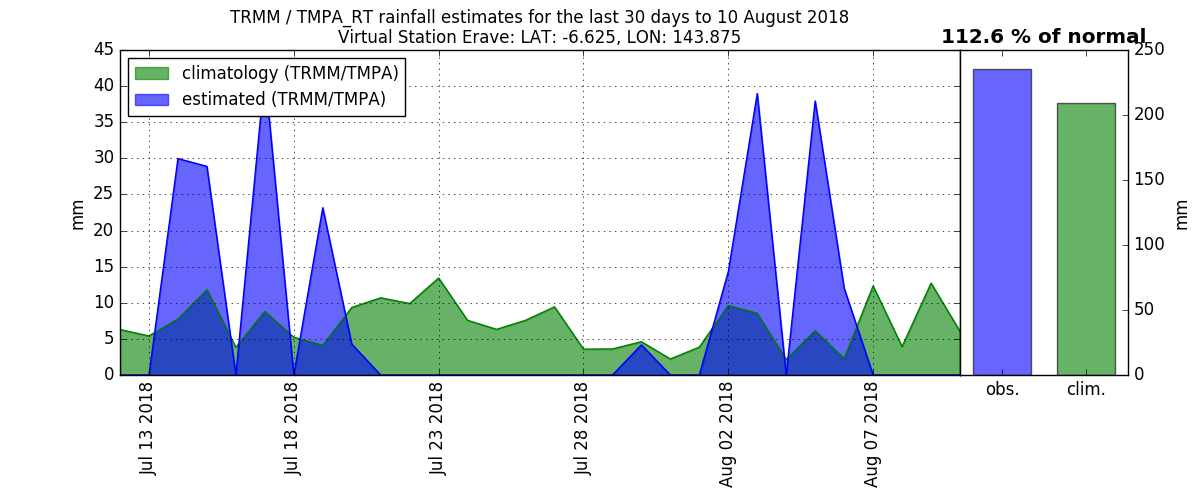 TRMM / TMPA_RT rainfall estimates for the last 30 days to 10 August 2018
Virtual Station Erave: LAT: -6.625, LON: 143.875
112.6 % of normal
climatology (TRMM/TMPA)
estimated (TRMM/TMPA)
mm
45
40
35
30
25
20
15
10
5
0
Jul 13 2018
Jul 18 2018
Jul 23 2018
Jul 28 2018
Aug 02 2018
Aug 07 2018
250
200
150
100
50
0
mm
obs.
clim.